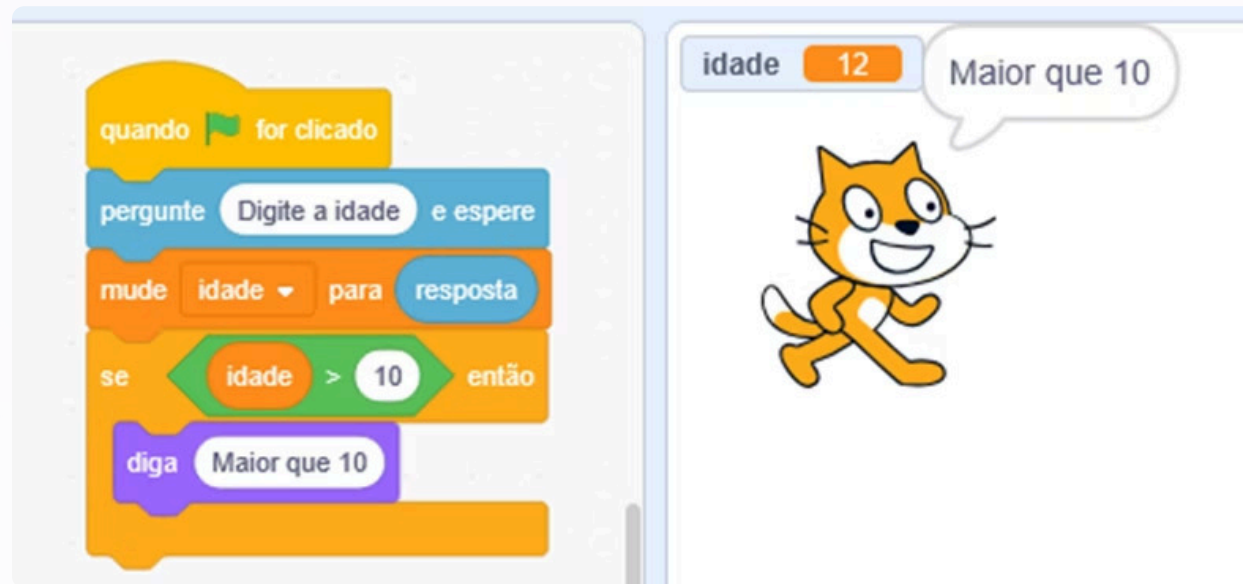 quando for clicado
pergunte Digite a idade e espere
mude idade para resposta
se idade > 10 então
diga Maior que 10
idade 12
Maior que 10